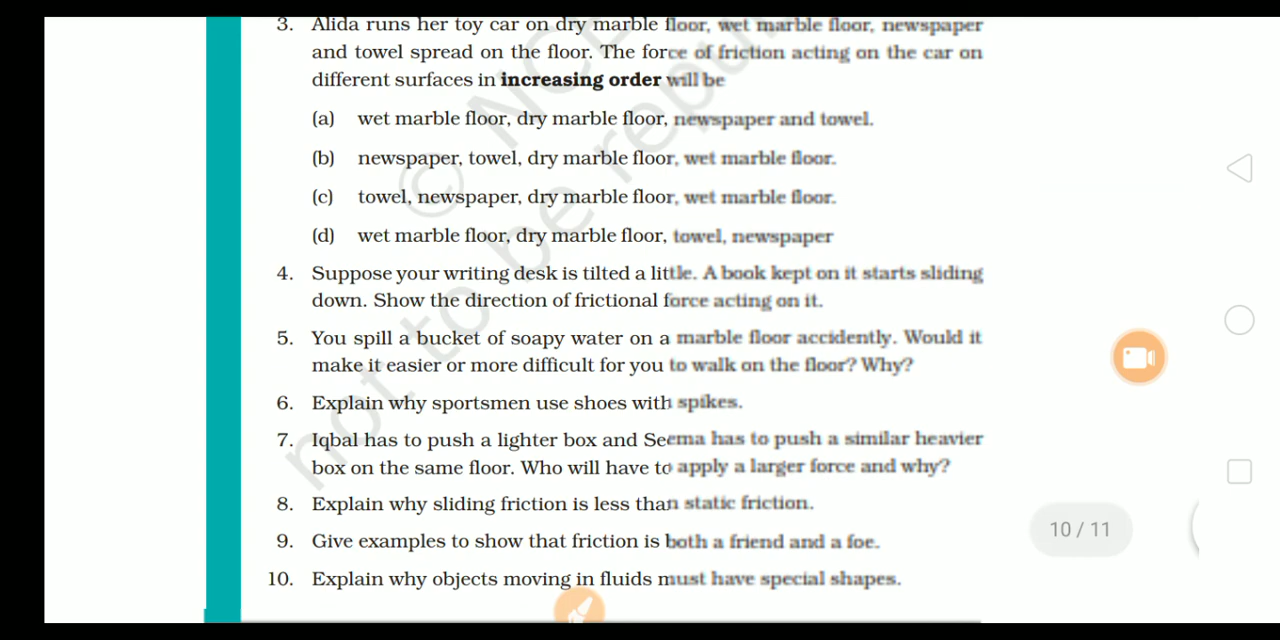 3. Alida runs her toy car on dry marble floor, wet marble floor, newspaper
and towel spread on the floor. The force of friction acting on the car on
different surfaces in increasing order will be
(a) wet marble floor, dry marble floor, newspaper and towel.
(b) newspaper, towel, dry marble floor, wet marble floor.
(c) towel, newspaper, dry marble floor, wet marble floor.
(d) wet marble floor, dry marble floor, towel, newspaper
4. Suppose your writing desk is tilted a little. A book kept on it starts sliding
down. Show the direction of frictional force acting on it.
5. You spill a bucket of soapy water on a marble floor accidently. Would it
make it easier or more difficult for you to walk on the floor? Why?
6. Explain why sportsmen use shoes with spikes.
7. Iqbal has to push a lighter box and Seema has to push a similar heavier
box on the same floor. Who will have to apply a larger force and why?
8. Explain why sliding friction is less than static friction.
9. Give examples to show that friction is both a friend and a foe.
10. Explain why objects moving in fluids must have special shapes.
10 / 11
not to be repu